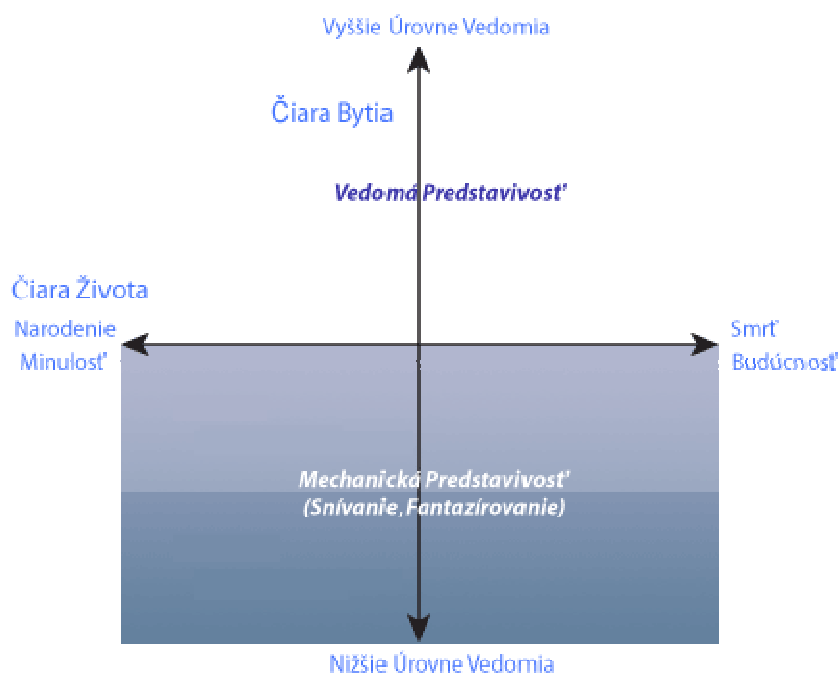 Vyššie Úrovne Vedomia
Čiara Bytia
Vedomá Predstavivosť
Čiara Života
Narodenie
Minulosť
Smrť
Budúcnosť
Mechanická Predstavivosť
(Snívanie, Fantazírovanie)
Nižšie Úrovne Vedomia